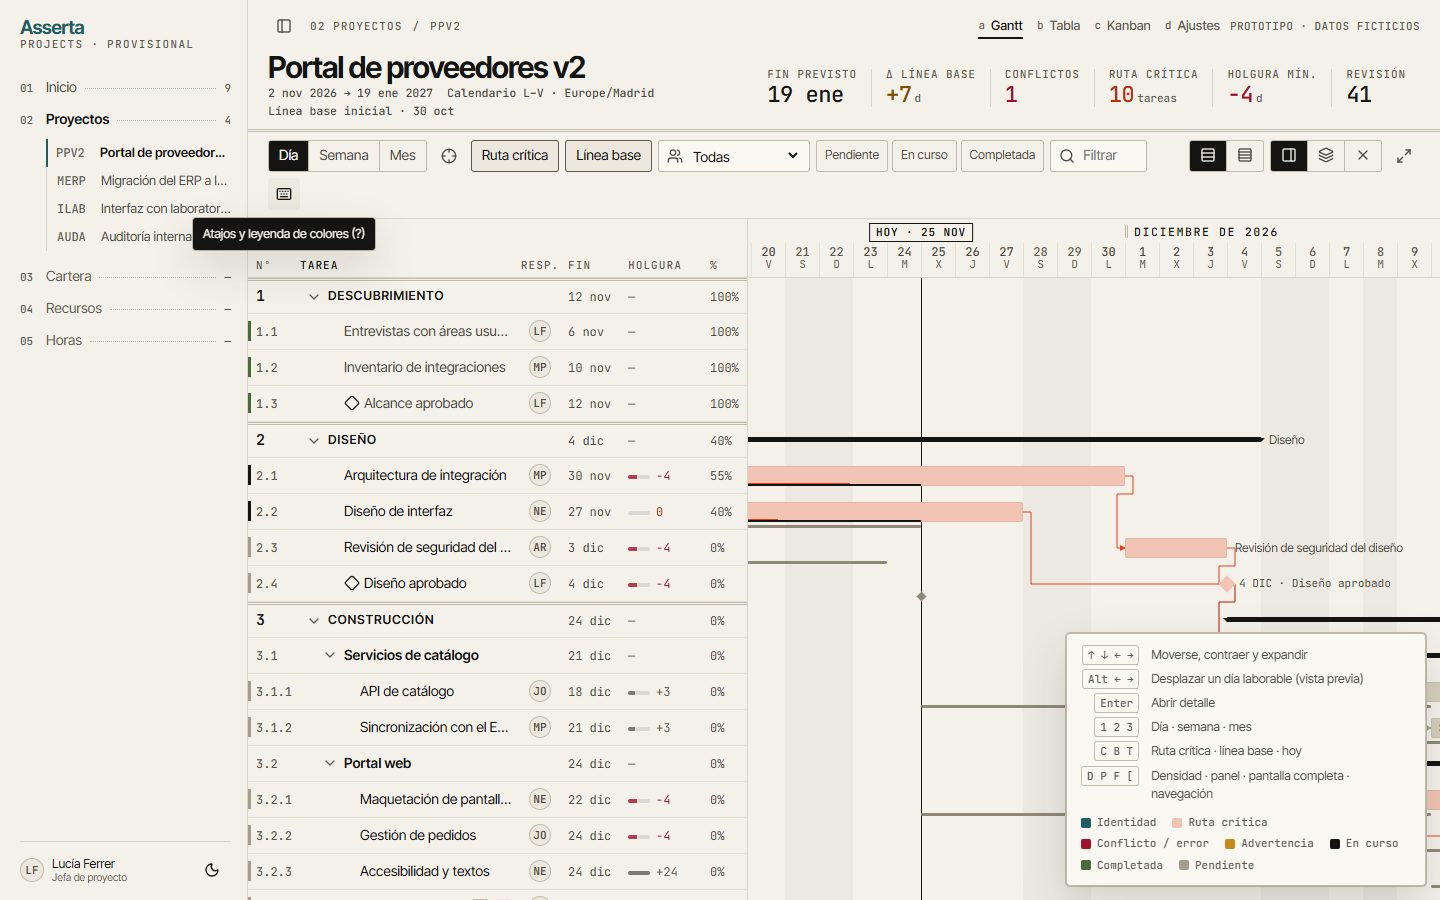 Asserta
PROJECTS · PROVISIONAL
01 Inicio 9
02 Proyectos 4
PPV2 Portal de proveedor...
MERP Migración del ERP a l...
ILAB Interfaz con laborator...
AUDA Auditoría interna
03 Cartera —
04 Recursos —
05 Horas —
LF Lucía Ferrer
Jefa de proyecto
02 PROYECTOS / PPV2
a Gantt b Tabla c Kanban d Ajustes PROTOTIPO · DATOS FICTICIOS
Portal de proveedores v2
2 nov 2026 → 19 ene 2027 Calendario L–V · Europe/Madrid
Línea base inicial · 30 oct
FIN PREVISTO
19 ene
Δ LÍNEA BASE
+7 d
CONFLICTOS
1
RUTA CRÍTICA
10 tareas
HOLGURA MÍN.
-4 d
REVISIÓN
41
Día Semana Mes Ruta crítica Línea base Todas Pendiente En curso Completada Filtrar
Atajos y leyenda de colores (?)
HOY · 25 NOV DICIEMBRE DE 2026
20 21 22 23 24 25 26 27 28 29 30 1 2 3 4 5 6 7 8 9
V S D L M X J V S D L M X J V S D L M X
N° TAREA RESP. FIN HOLGURA %
1 DESCUBRIMIENTO 12 nov — 100%
1.1 Entrevistas con áreas usu... LF 6 nov — 100%
1.2 Inventario de integraciones MP 10 nov — 100%
1.3 Alcance aprobado LF 12 nov — 100%
2 DISEÑO 4 dic — 40%
Diseño
2.1 Arquitectura de integración MP 30 nov -4 55%
2.2 Diseño de interfaz NE 27 nov 0 40%
2.3 Revisión de seguridad del ... AR 3 dic -4 0%
Revisión de seguridad del diseño
2.4 Diseño aprobado LF 4 dic -4 0%
4 DIC · Diseño aprobado
3 CONSTRUCCIÓN 24 dic — 0%
3.1 Servicios de catálogo 21 dic — 0%
3.1.1 API de catálogo JO 18 dic +3 0%
3.1.2 Sincronización con el E... MP 21 dic +3 0%
3.2 Portal web 24 dic — 0%
3.2.1 Maquetación de pantall... NE 22 dic -4 0%
3.2.2 Gestión de pedidos JO 24 dic -4 0%
3.2.3 Accesibilidad y textos NE 24 dic +24 0%
↑ ↓ ← → Moverse, contraer y expandir
Alt ← → Desplazar un día laborable (vista previa)
Enter Abrir detalle
1 2 3 Día · semana · mes
C B T Ruta crítica · línea base · hoy
D P F [ Densidad · panel · pantalla completa ·
navegación
Identidad Ruta crítica
Conflicto / error Advertencia En curso
Completada Pendiente